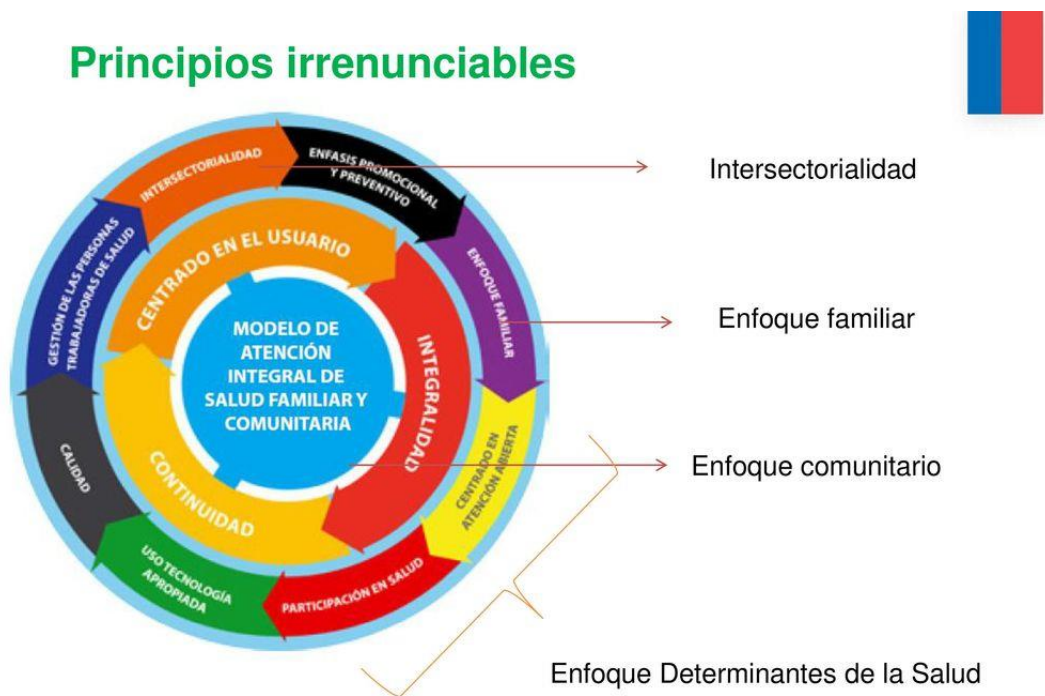 Principios irrenunciables
INTERSECTORIALIDAD
ENFASIS PROMOCIONAL
Y PREVENTIVO
ENFOQUE FAMILIAR
CENTRADO EN
ATENCIÓN ABIERTA
PARTICIPACIÓN EN SALUD
USO TECNOLOGÍA
APROPIADA
CALIDAD
GESTIÓN DE LAS PERSONAS
TRABAJADORAS DE SALUD
CENTRADO EN EL USUARIO
INTEGRALIDAD
CONTINUIDAD
MODELO DE
ATENCIÓN
INTEGRAL DE
SALUD FAMILIAR Y
COMUNITARIA
Intersectorialidad
Enfoque familiar
Enfoque comunitario
Enfoque Determinantes de la Salud